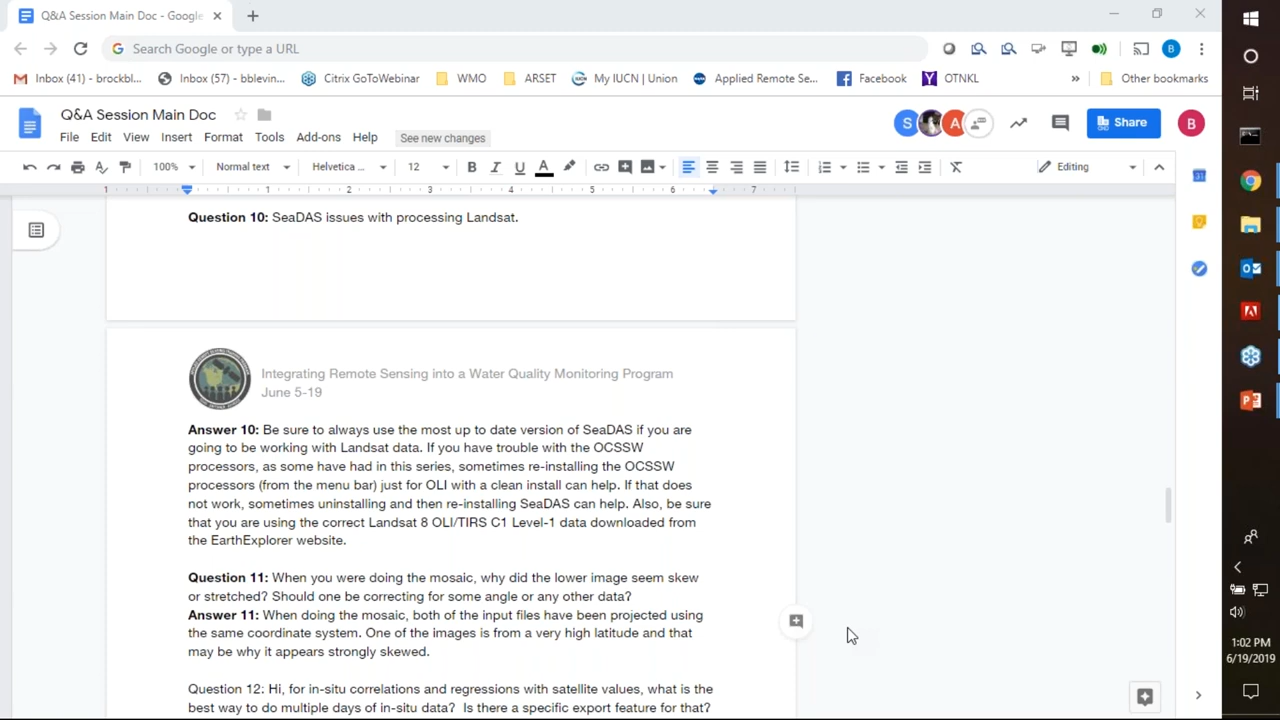 Q&A Session Main Doc - Google
Search Google or type a URL
B
Inbox (41) - brockbl...
Inbox (57) - bblevin...
Citrix GoToWebinar
WMO
ARSET
My IUCN | Union
Applied Remote Se...
Facebook
OTNKL
»
Other bookmarks
Q&A Session Main Doc
File Edit View Insert Format Tools Add-ons Help
See new changes
S
A
Share
B
100%
Normal text
Helvetica ...
12
B I U A
Editing
1 1 2 3 4 5 6 7
Question 10: SeaDAS issues with processing Landsat.
Integrating Remote Sensing into a Water Quality Monitoring Program
June 5-19
Answer 10: Be sure to always use the most up to date version of SeaDAS if you are
going to be working with Landsat data. If you have trouble with the OCSSW
processors, as some have had in this series, sometimes re-installing the OCSSW
processors (from the menu bar) just for OLI with a clean install can help. If that does
not work, sometimes uninstalling and then re-installing SeaDAS can help. Also, be sure
that you are using the correct Landsat 8 OLI/TIRS C1 Level-1 data downloaded from
the EarthExplorer website.
Question 11: When you were doing the mosaic, why did the lower image seem skew
or stretched? Should one be correcting for some angle or any other data?
Answer 11: When doing the mosaic, both of the input files have been projected using
the same coordinate system. One of the images is from a very high latitude and that
may be why it appears strongly skewed.
Question 12: Hi, for in-situ correlations and regressions with satellite values, what is the
best way to do multiple days of in-situ data? Is there a specific export feature for that?
1:02 PM
6/19/2019